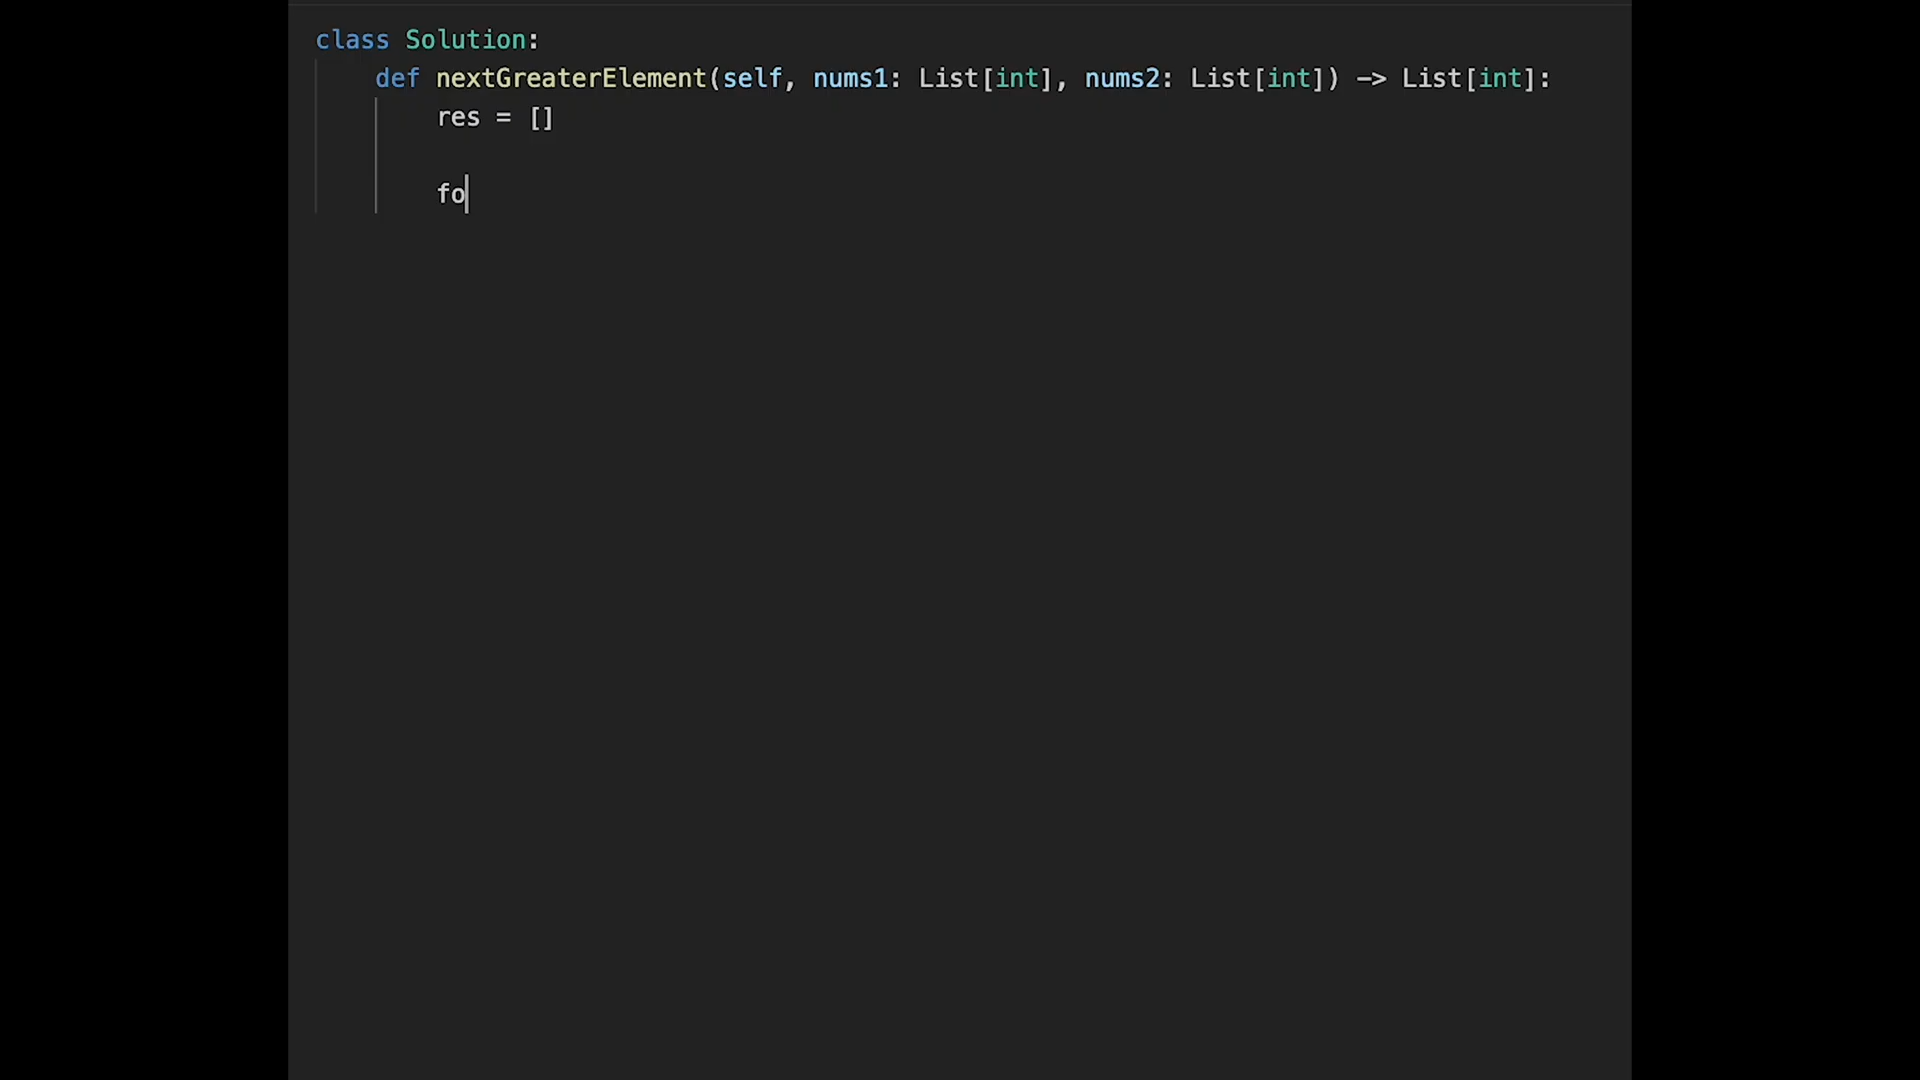 class Solution:
    def nextGreaterElement(self, nums1: List[int], nums2: List[int]) -> List[int]:
        res = []

        fo